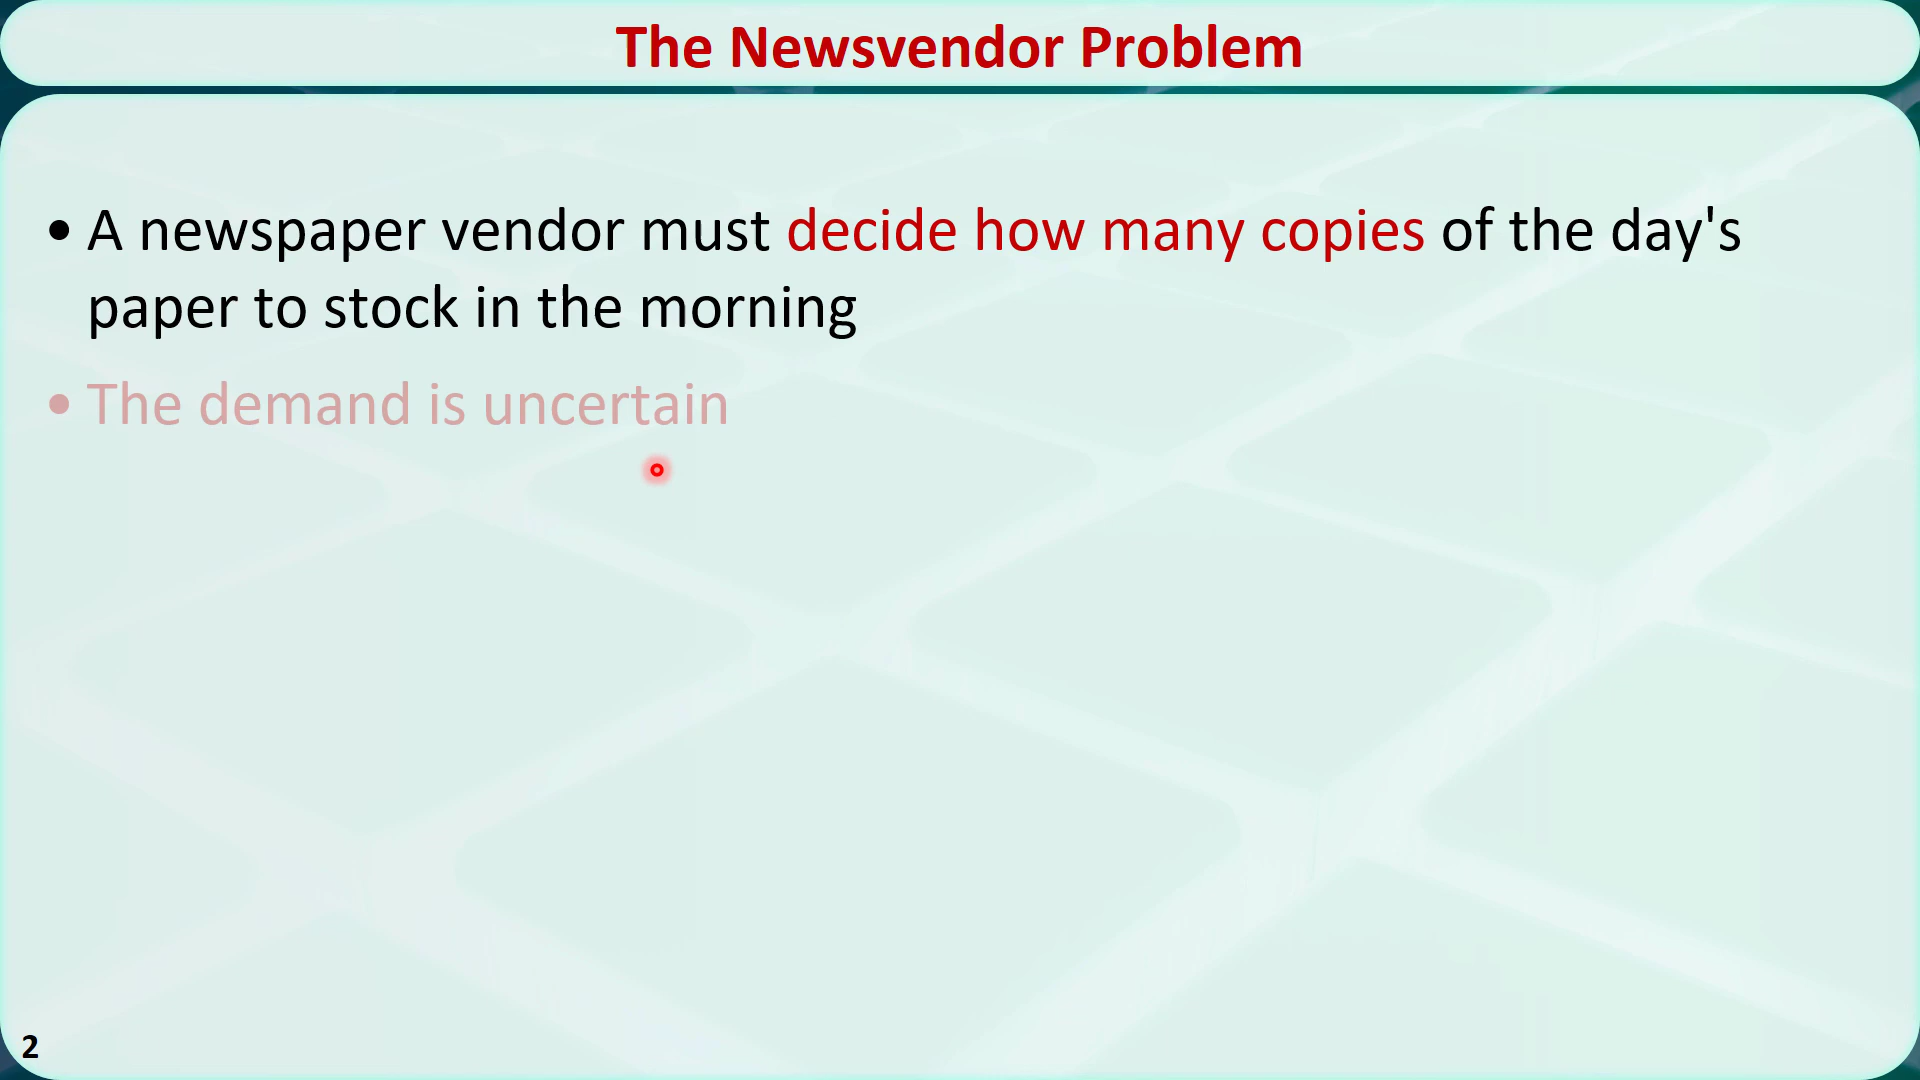 The Newsvendor Problem
• A newspaper vendor must decide how many copies of the day's
paper to stock in the morning
• The demand is uncertain
2